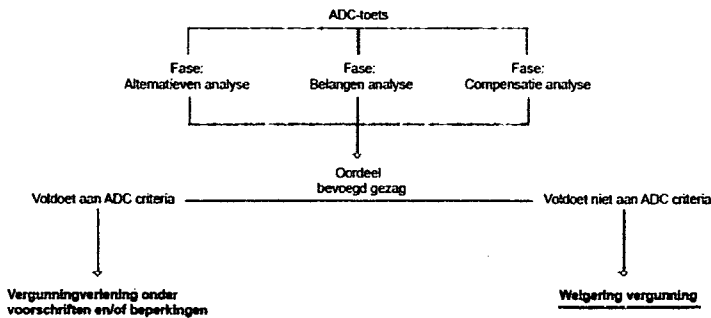 ADC-toets
Fase:
Alternatieven analyse
Fase:
Belangen analyse
Fase:
Compensatie analyse
Oordeel
bevoegd gezag
Voldoet aan ADC criteria
Voldoet niet aan ADC criteria
Vergunningverlening onder
voorschriften en/of beperkingen
Weigering vergunning